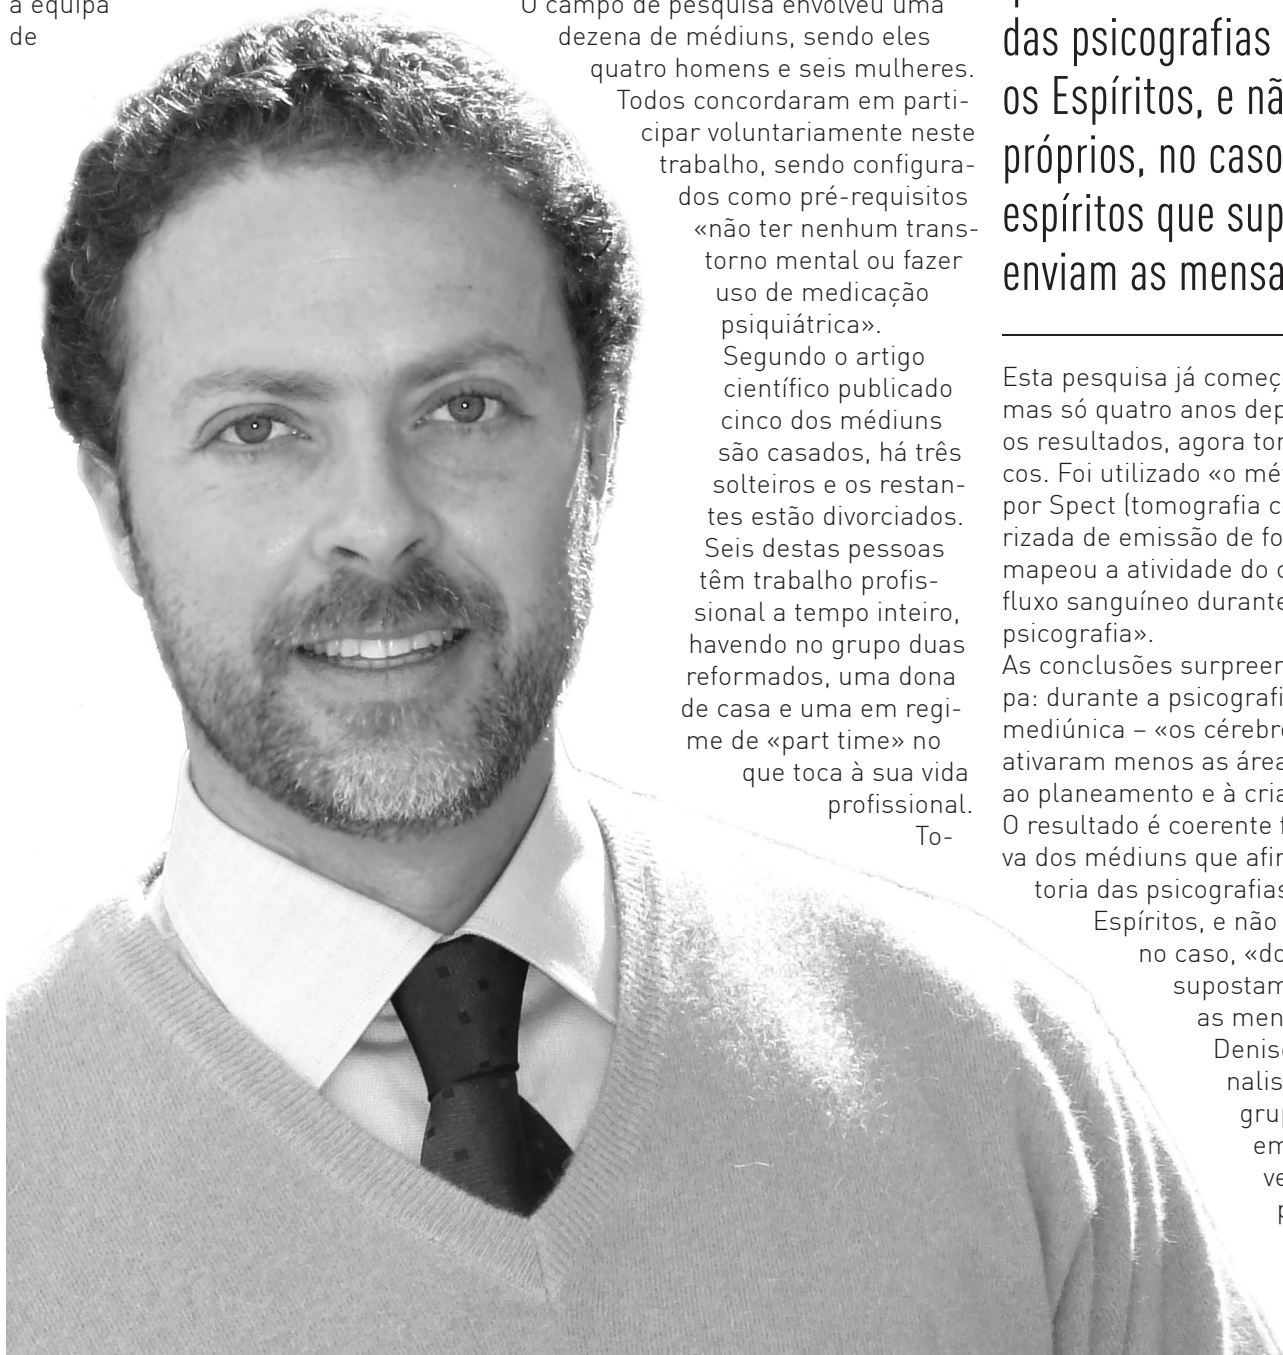 a equipa
de
O campo de pesquisa envolveu uma
dezena de médiuns, sendo eles
quatro homens e seis mulheres.
Todos concordaram em parti-
cipar voluntariamente neste
trabalho, sendo configura-
dos como pré-requisitos
«não ter nenhum trans-
torno mental ou fazer
uso de medicação
psiquiátrica».
Segundo o artigo
científico publicado
cinco dos médiuns
são casados, há três
solteiros e os restan-
tes estão divorciados.
Seis destas pessoas
têm trabalho profis-
sional a tempo inteiro,
havendo no grupo duas
reformados, uma dona
de casa e uma em regi-
me de «part time» no
que toca à sua vida
profissional.
To-
das psicografias
os Espíritos, e nã
próprios, no caso
espíritos que sup
enviam as mensa
Esta pesquisa já começ
mas só quatro anos dep
os resultados, agora tor
cos. Foi utilizado «o mé
por Spect (tomografia c
rizada de emissão de fo
mapeou a atividade do c
fluxo sanguíneo durante
psicografia».
As conclusões surpreen
pa: durante a psicografi
mediúnica – «os cérebr
ativaram menos as área
ao planeamento e à cria
O resultado é coerente
va dos médiuns que afir
toria das psicografias
Espíritos, e não
no caso, «do
supostam
as men
Denis
nalis
gru
em
ve
p